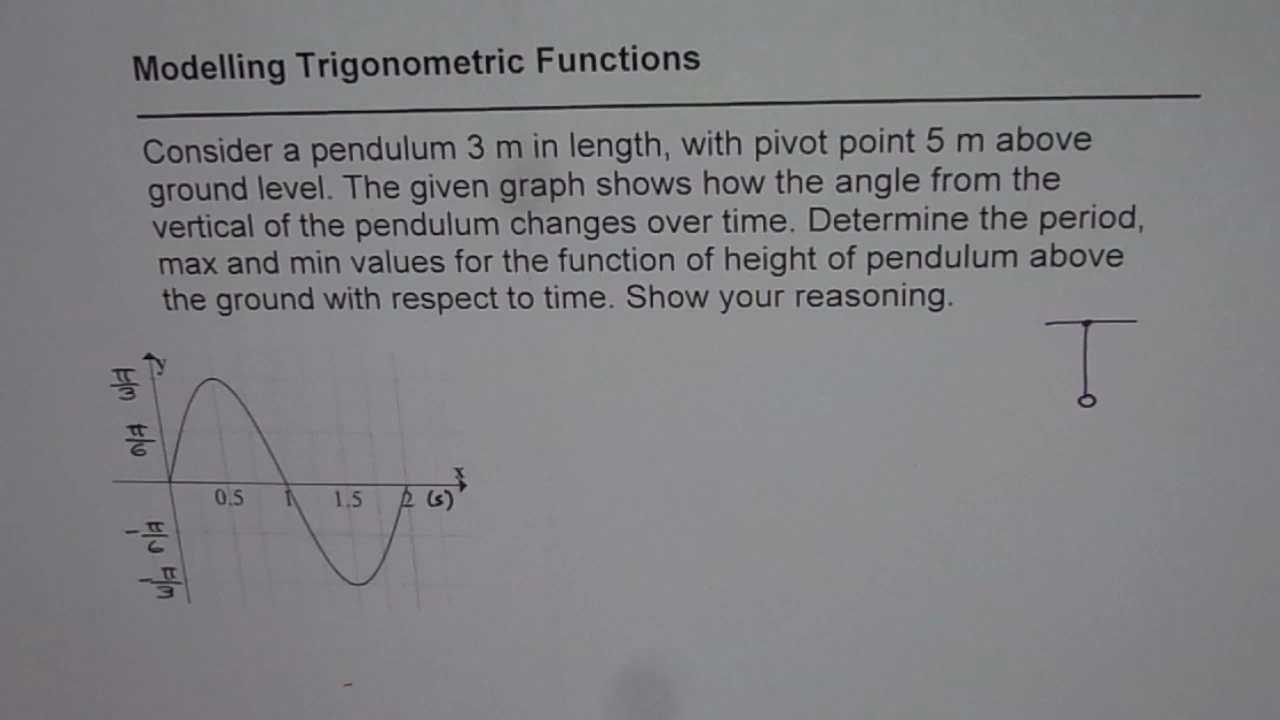 Modelling Trigonometric Functions
Consider a pendulum 3 m in length, with pivot point 5 m above
ground level. The given graph shows how the angle from the
vertical of the pendulum changes over time. Determine the period,
max and min values for the function of height of pendulum above
the ground with respect to time. Show your reasoning.
y
π/3
π/6
x
0.5 1 1.5 2 (s)
-π/6
-π/3